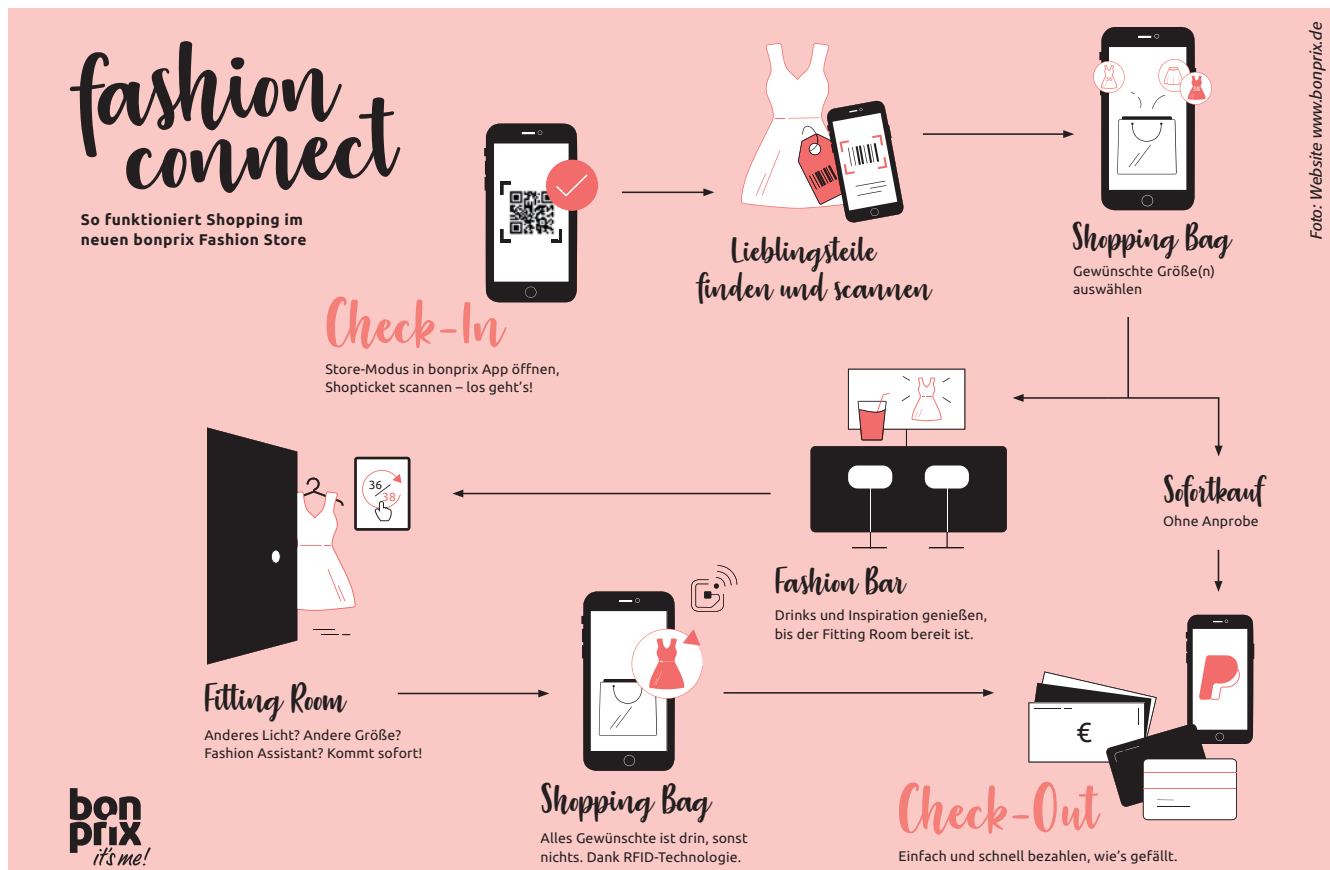 fashion
connect
So funktioniert Shopping im
neuen bonprix Fashion Store
Check-In
Store-Modus in bonprix App öffnen,
Shopticket scannen – los geht's!
Lieblingsteile
finden und scannen
38
38
Shopping Bag
Gewünschte Größe(n)
auswählen
Foto: Website www.bonprix.de
Sofortkauf
Ohne Anprobe
Fashion Bar
Drinks und Inspiration genießen,
bis der Fitting Room bereit ist.
36
38
Fitting Room
Anderes Licht? Andere Größe?
Fashion Assistant? Kommt sofort!
Shopping Bag
Alles Gewünschte ist drin, sonst
nichts. Dank RFID-Technologie.
€
P
Check-Out
Einfach und schnell bezahlen, wie's gefällt.
bon
prix
it's me!